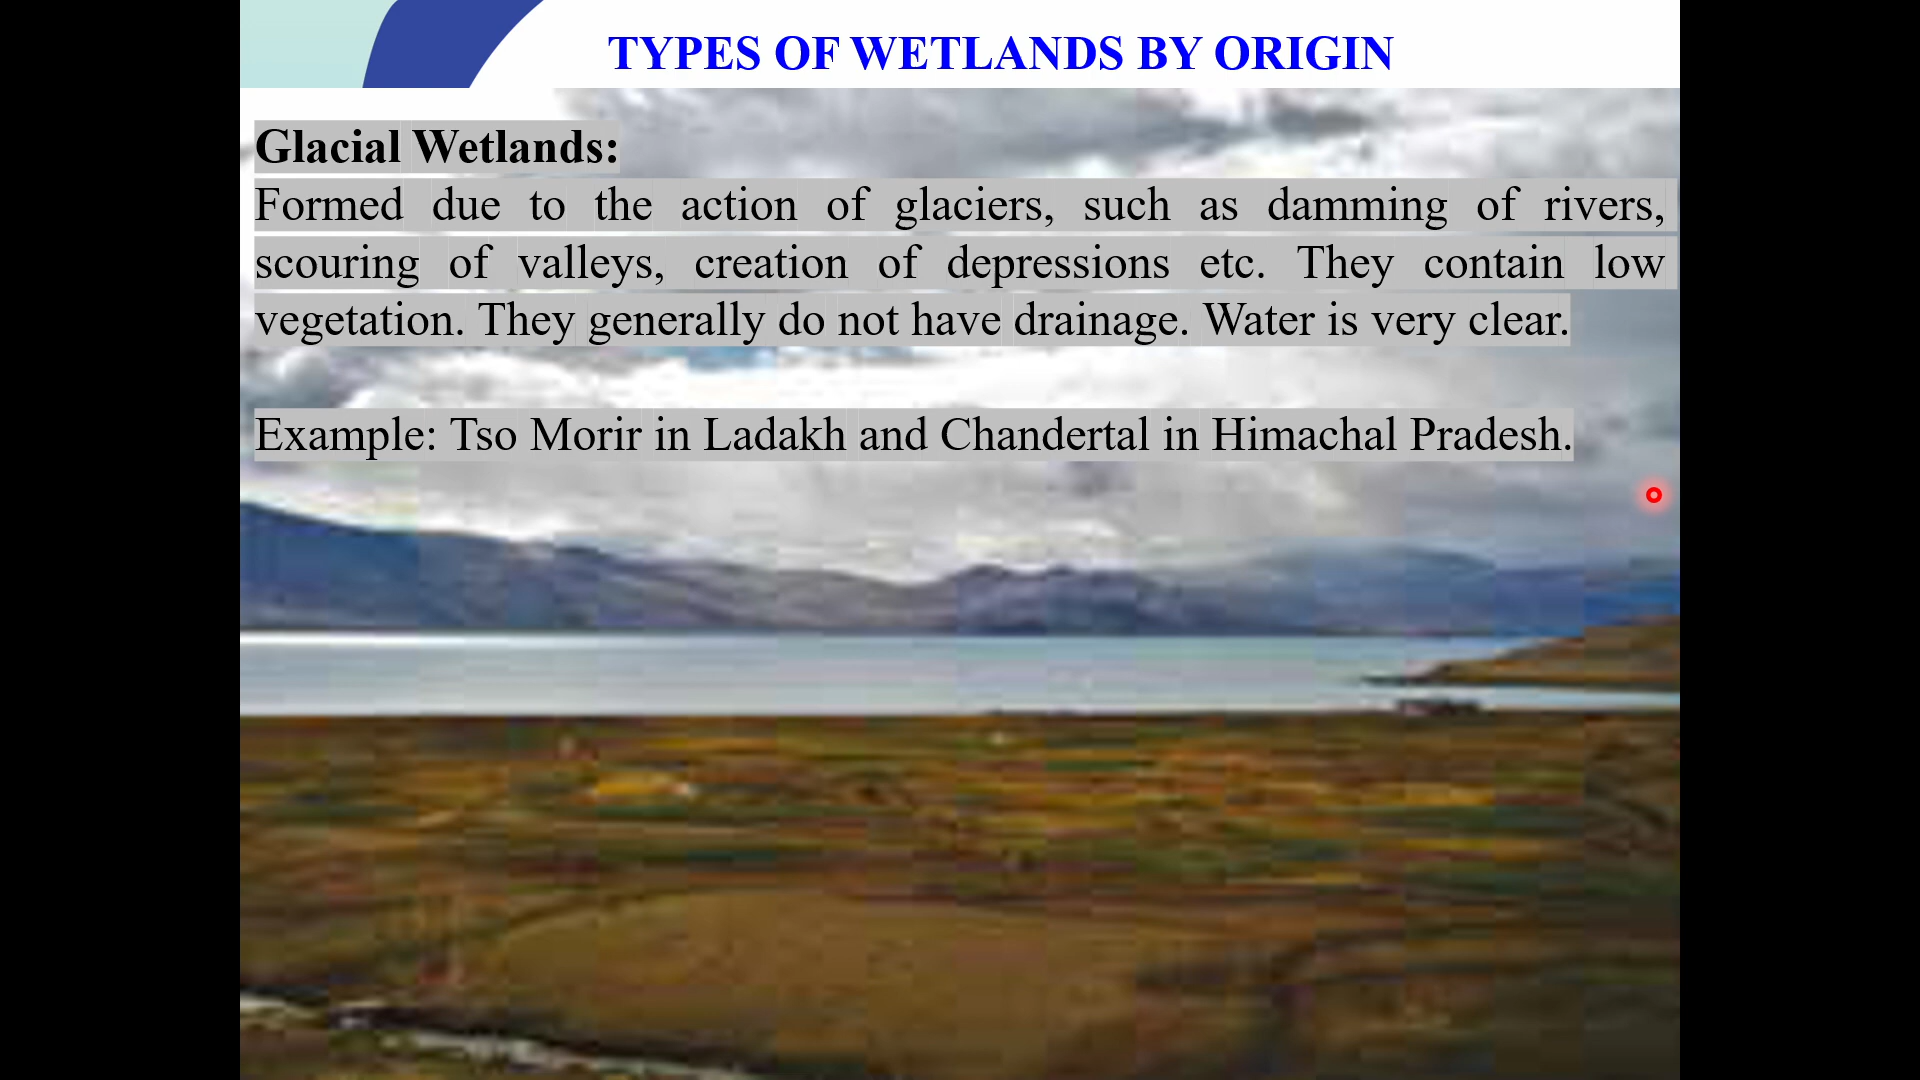 TYPES OF WETLANDS BY ORIGIN
Glacial Wetlands:
Formed due to the action of glaciers, such as damming of rivers,
scouring of valleys, creation of depressions etc. They contain low
vegetation. They generally do not have drainage. Water is very clear.
Example: Tso Morir in Ladakh and Chandertal in Himachal Pradesh.